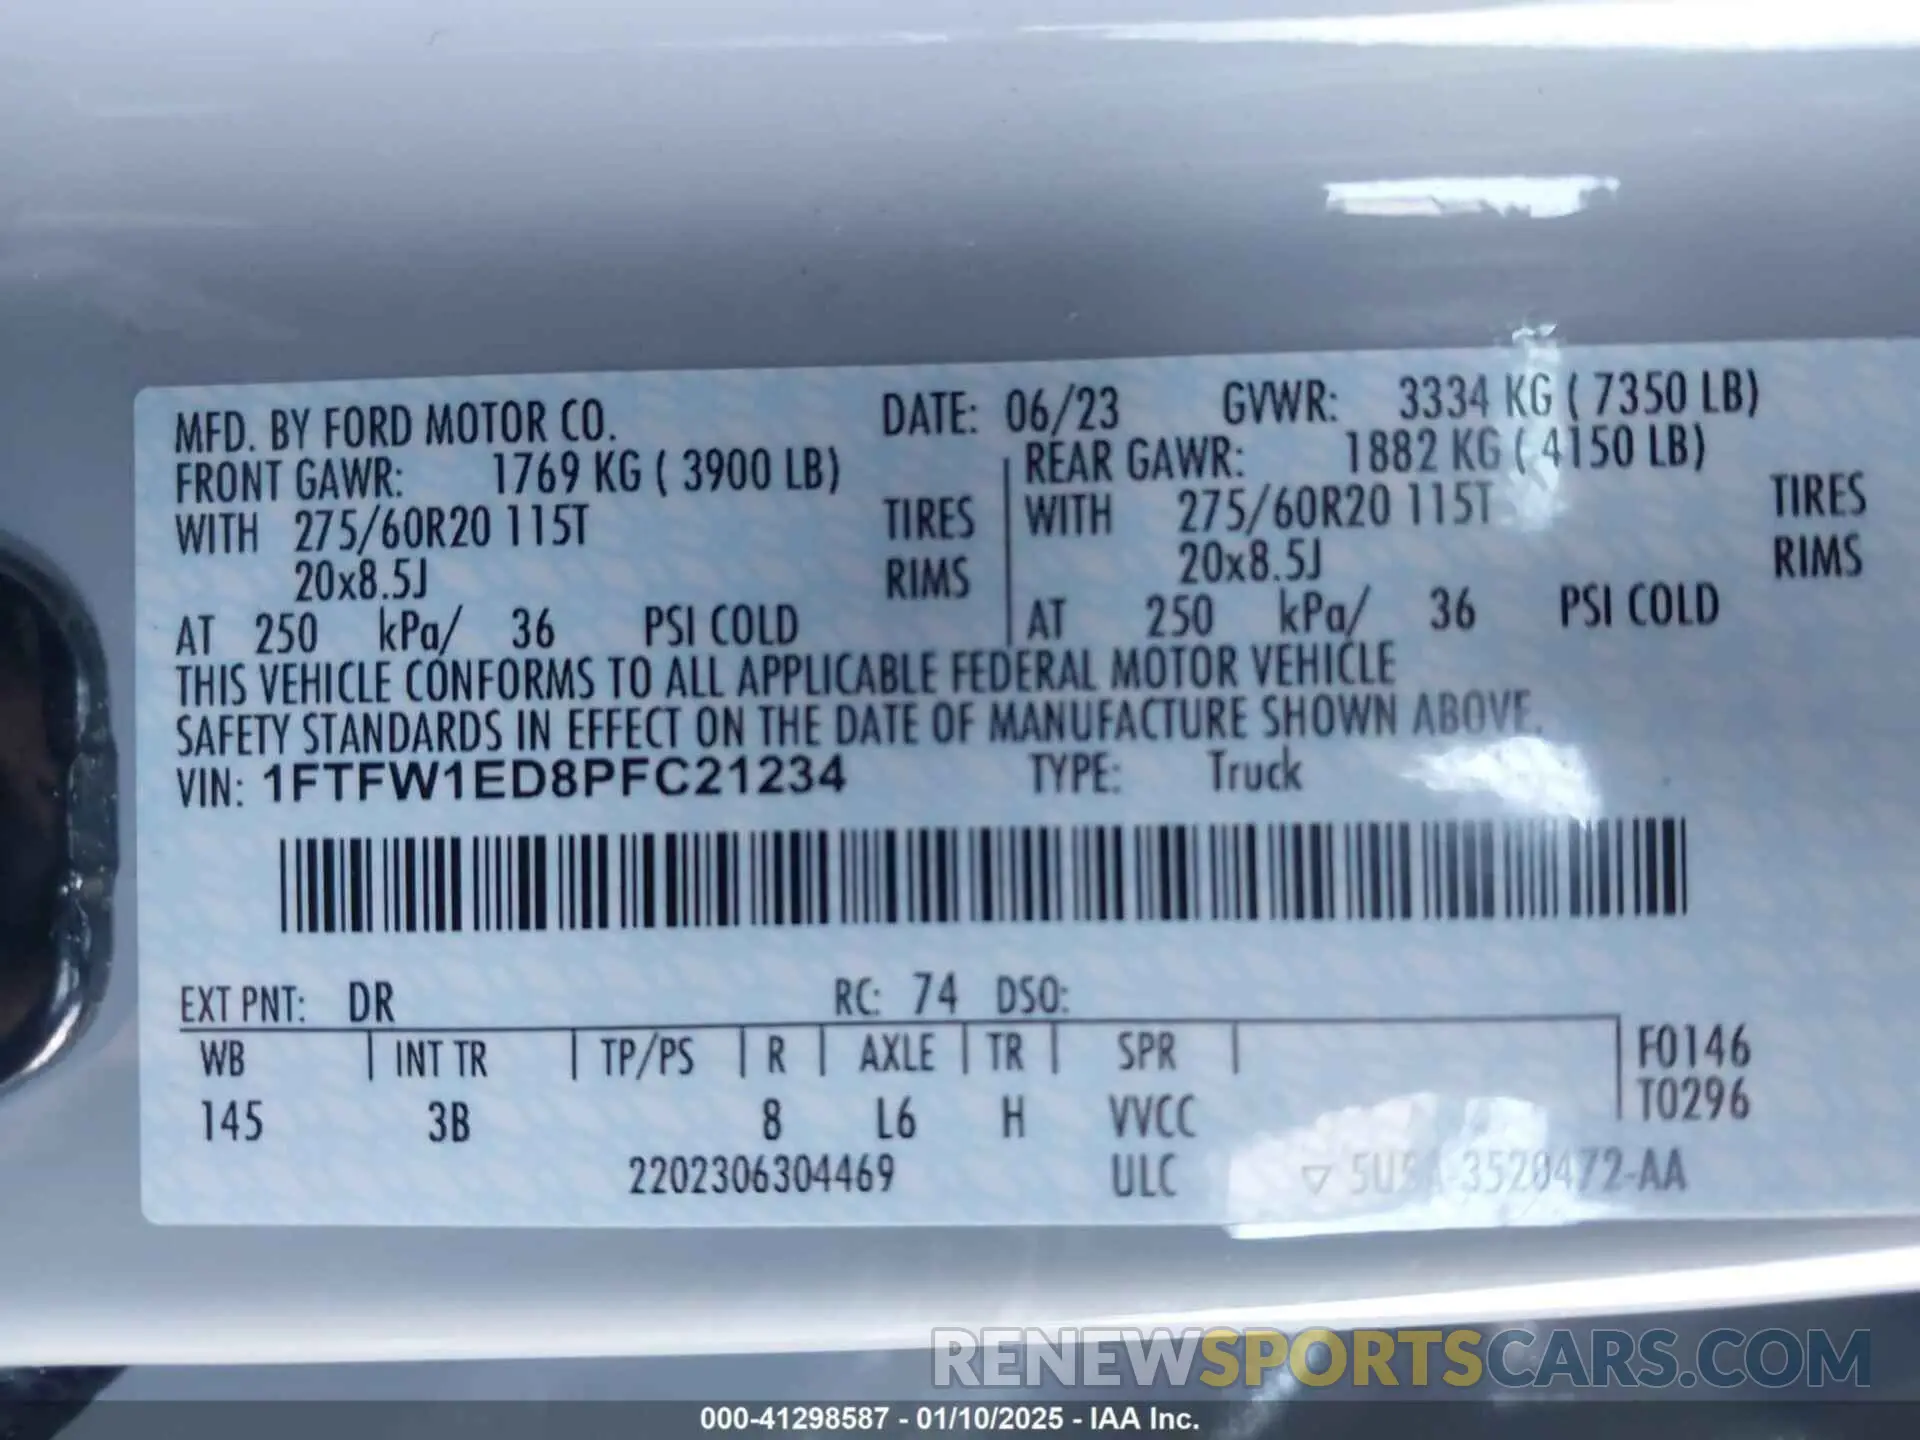 MFD. BY FORD MOTOR CO. DATE: 06/23 GVWR: 3334 KG ( 7350 LB)
FRONT GAWR: 1769 KG ( 3900 LB) REAR GAWR: 1882 KG ( 4150 LB)
WITH 275/60R20 115T TIRES WITH 275/60R20 115T TIRES
20x8.5J RIMS 20x8.5J RIMS
AT 250 kPa/ 36 PSI COLD AT 250 kPa/ 36 PSI COLD
THIS VEHICLE CONFORMS TO ALL APPLICABLE FEDERAL MOTOR VEHICLE
SAFETY STANDARDS IN EFFECT ON THE DATE OF MANUFACTURE SHOWN ABOVE.
VIN: 1FTFW1ED8PFC21234 TYPE: Truck
EXT PNT: DR RC: 74 DSO:
WB INT TR TP/PS R AXLE TR SPR F0146
T0296
145 3B 8 L6 H VVCC
2202306304469 ULC
RENEWSPORTSCARS.COM
000-41298587 - 01/10/2025 - IAA Inc.